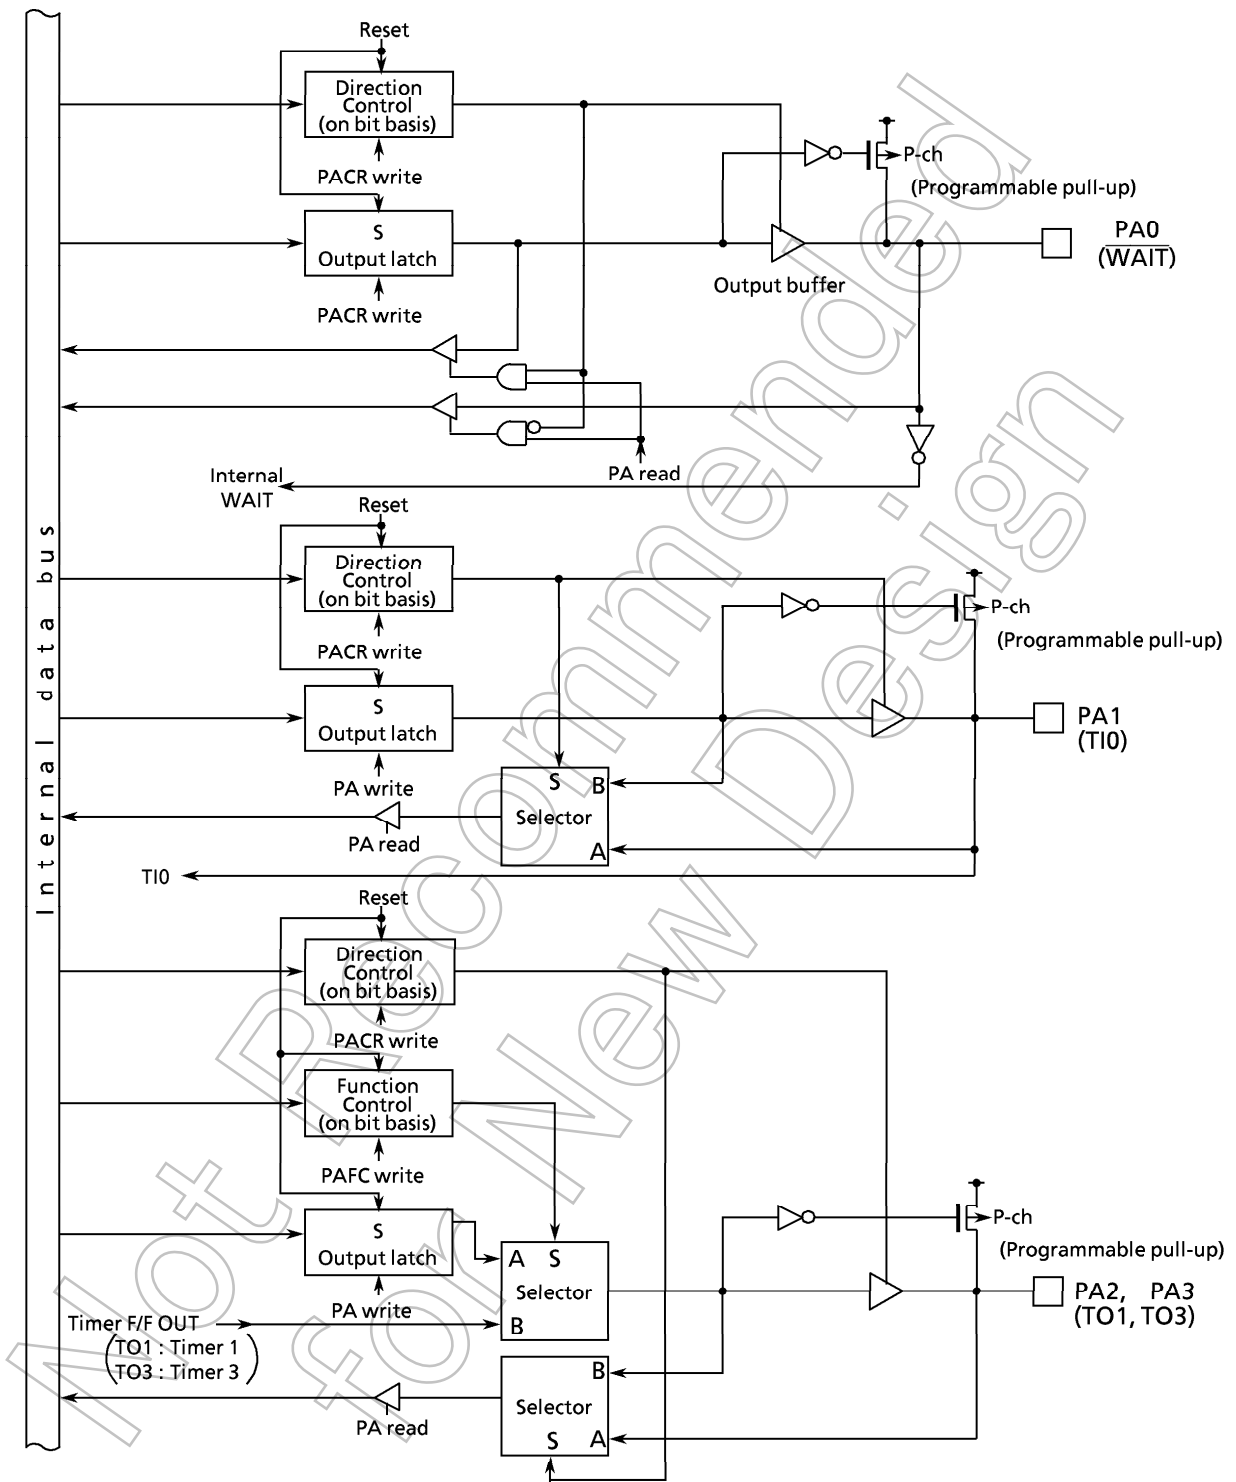 Reset
Direction
Control
(on bit basis)
PACR write
S
Output latch
PACR write
P-ch
(Programmable pull-up)
Output buffer
PA0
(WAIT)
PA read
Internal
WAIT
Internal data bus
Reset
Direction
Control
(on bit basis)
PACR write
S
Output latch
PA write
P-ch
(Programmable pull-up)
PA1
(TI0)
S B
Selector
A
PA read
TI0
Reset
Direction
Control
(on bit basis)
PACR write
Function
Control
(on bit basis)
PAFC write
S
Output latch
PA write
A S
Selector
B
P-ch
(Programmable pull-up)
PA2, PA3
(TO1, TO3)
Timer F/F OUT
(TO1 : Timer 1
TO3 : Timer 3)
B
Selector
S A
PA read
Not Recommended
for New Design